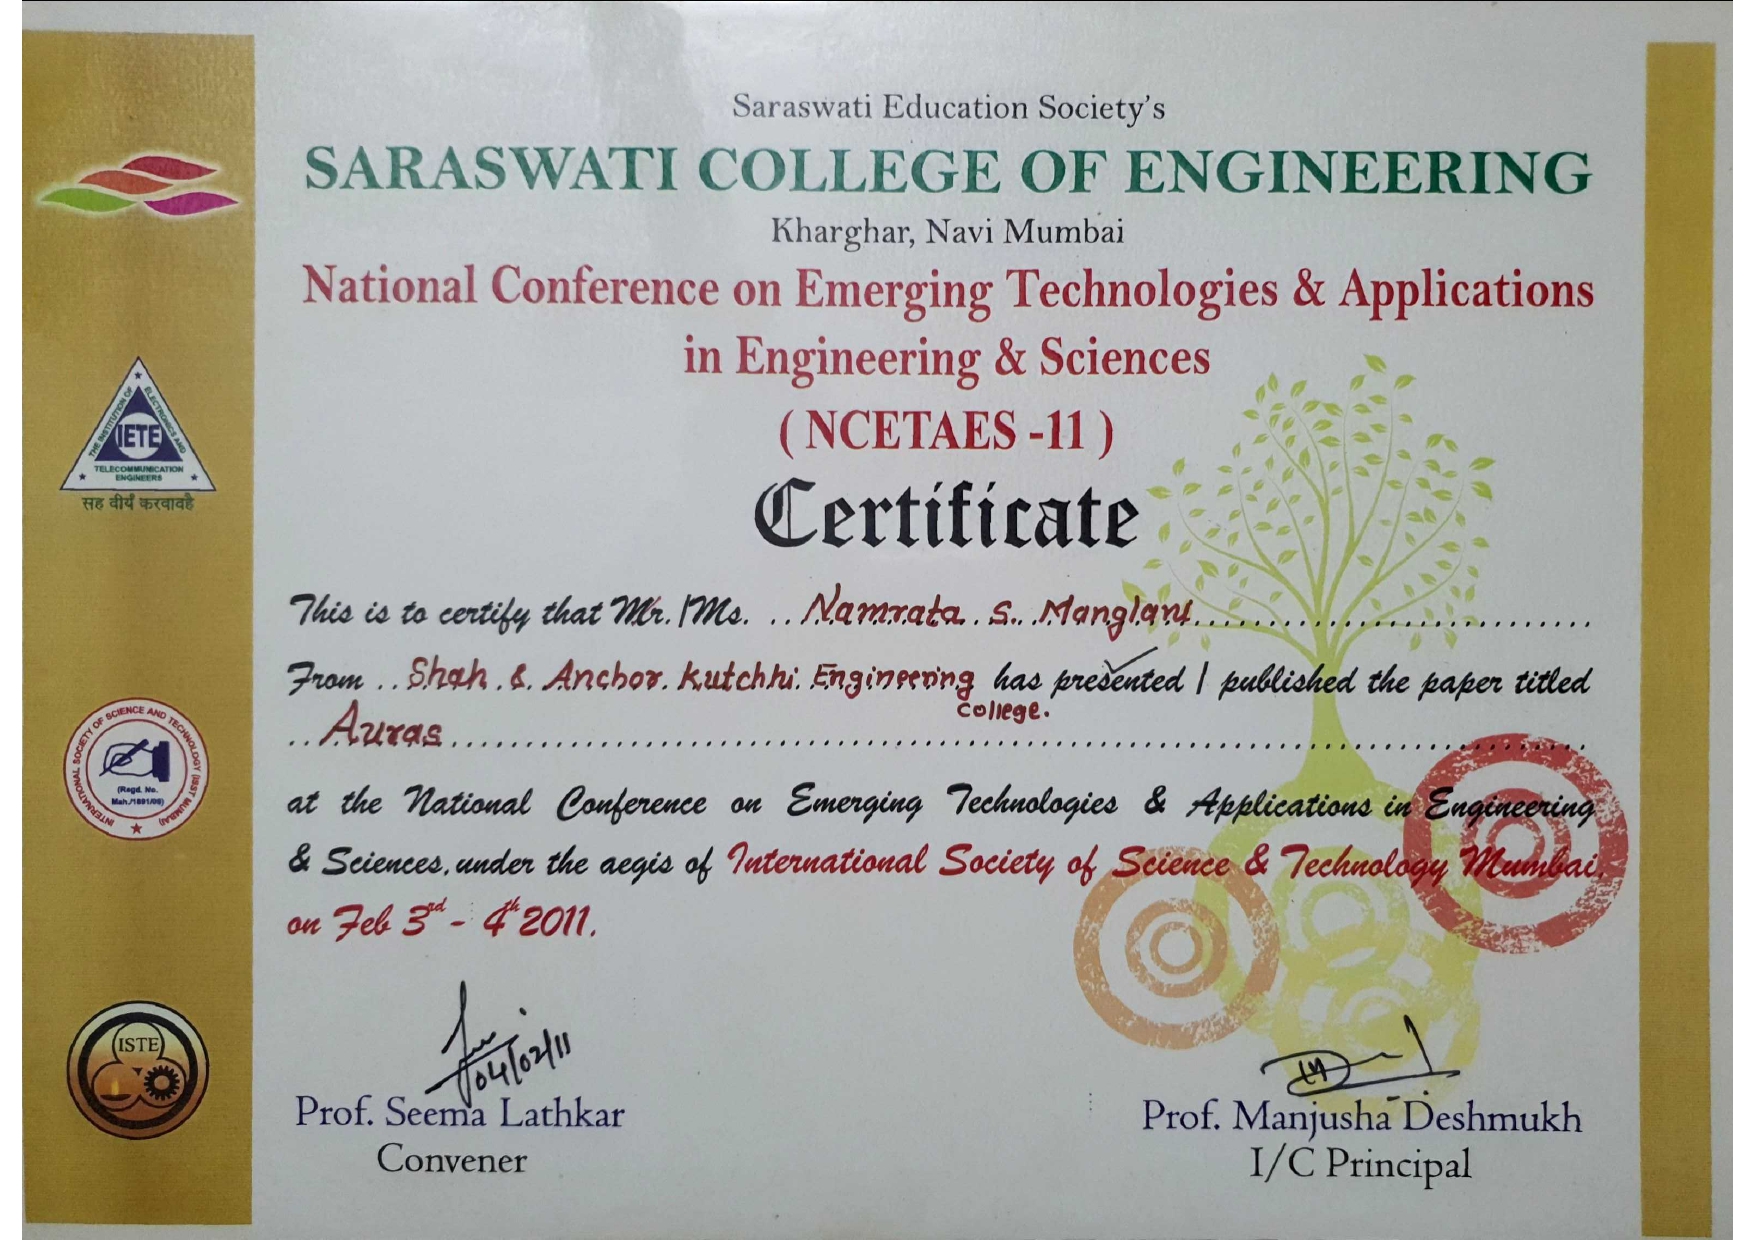 Saraswati Education Society's
SARASWATI COLLEGE OF ENGINEERING
Kharghar, Navi Mumbai
National Conference on Emerging Technologies & Applications
in Engineering & Sciences
( NCETAES -11 )
Certificate
This is to certify that Mr. / Ms. .. Namrata. S. Manglani
From .. Shah & Anchor Kutchhi Engineering has presented / published the paper titled
College.
.. Auras
at the National Conference on Emerging Technologies & Applications in Engineering
& Sciences, under the aegis of International Society of Science & Technology Mumbai,
on Feb 3rd - 4th 2011.
04/02/11
Prof. Seema Lathkar
Convener
Prof. Manjusha Deshmukh
I/C Principal
THE INSTITUTION OF ELECTRONICS AND
IETE
TELECOMMUNICATION
ENGINEERS
सह वीर्यं करवावहै
INTERNATIONAL SOCIETY OF SCIENCE AND TECHNOLOGY (ISST MUMBAI)
(Regd. No.
Mah./1891/09)
ISTE